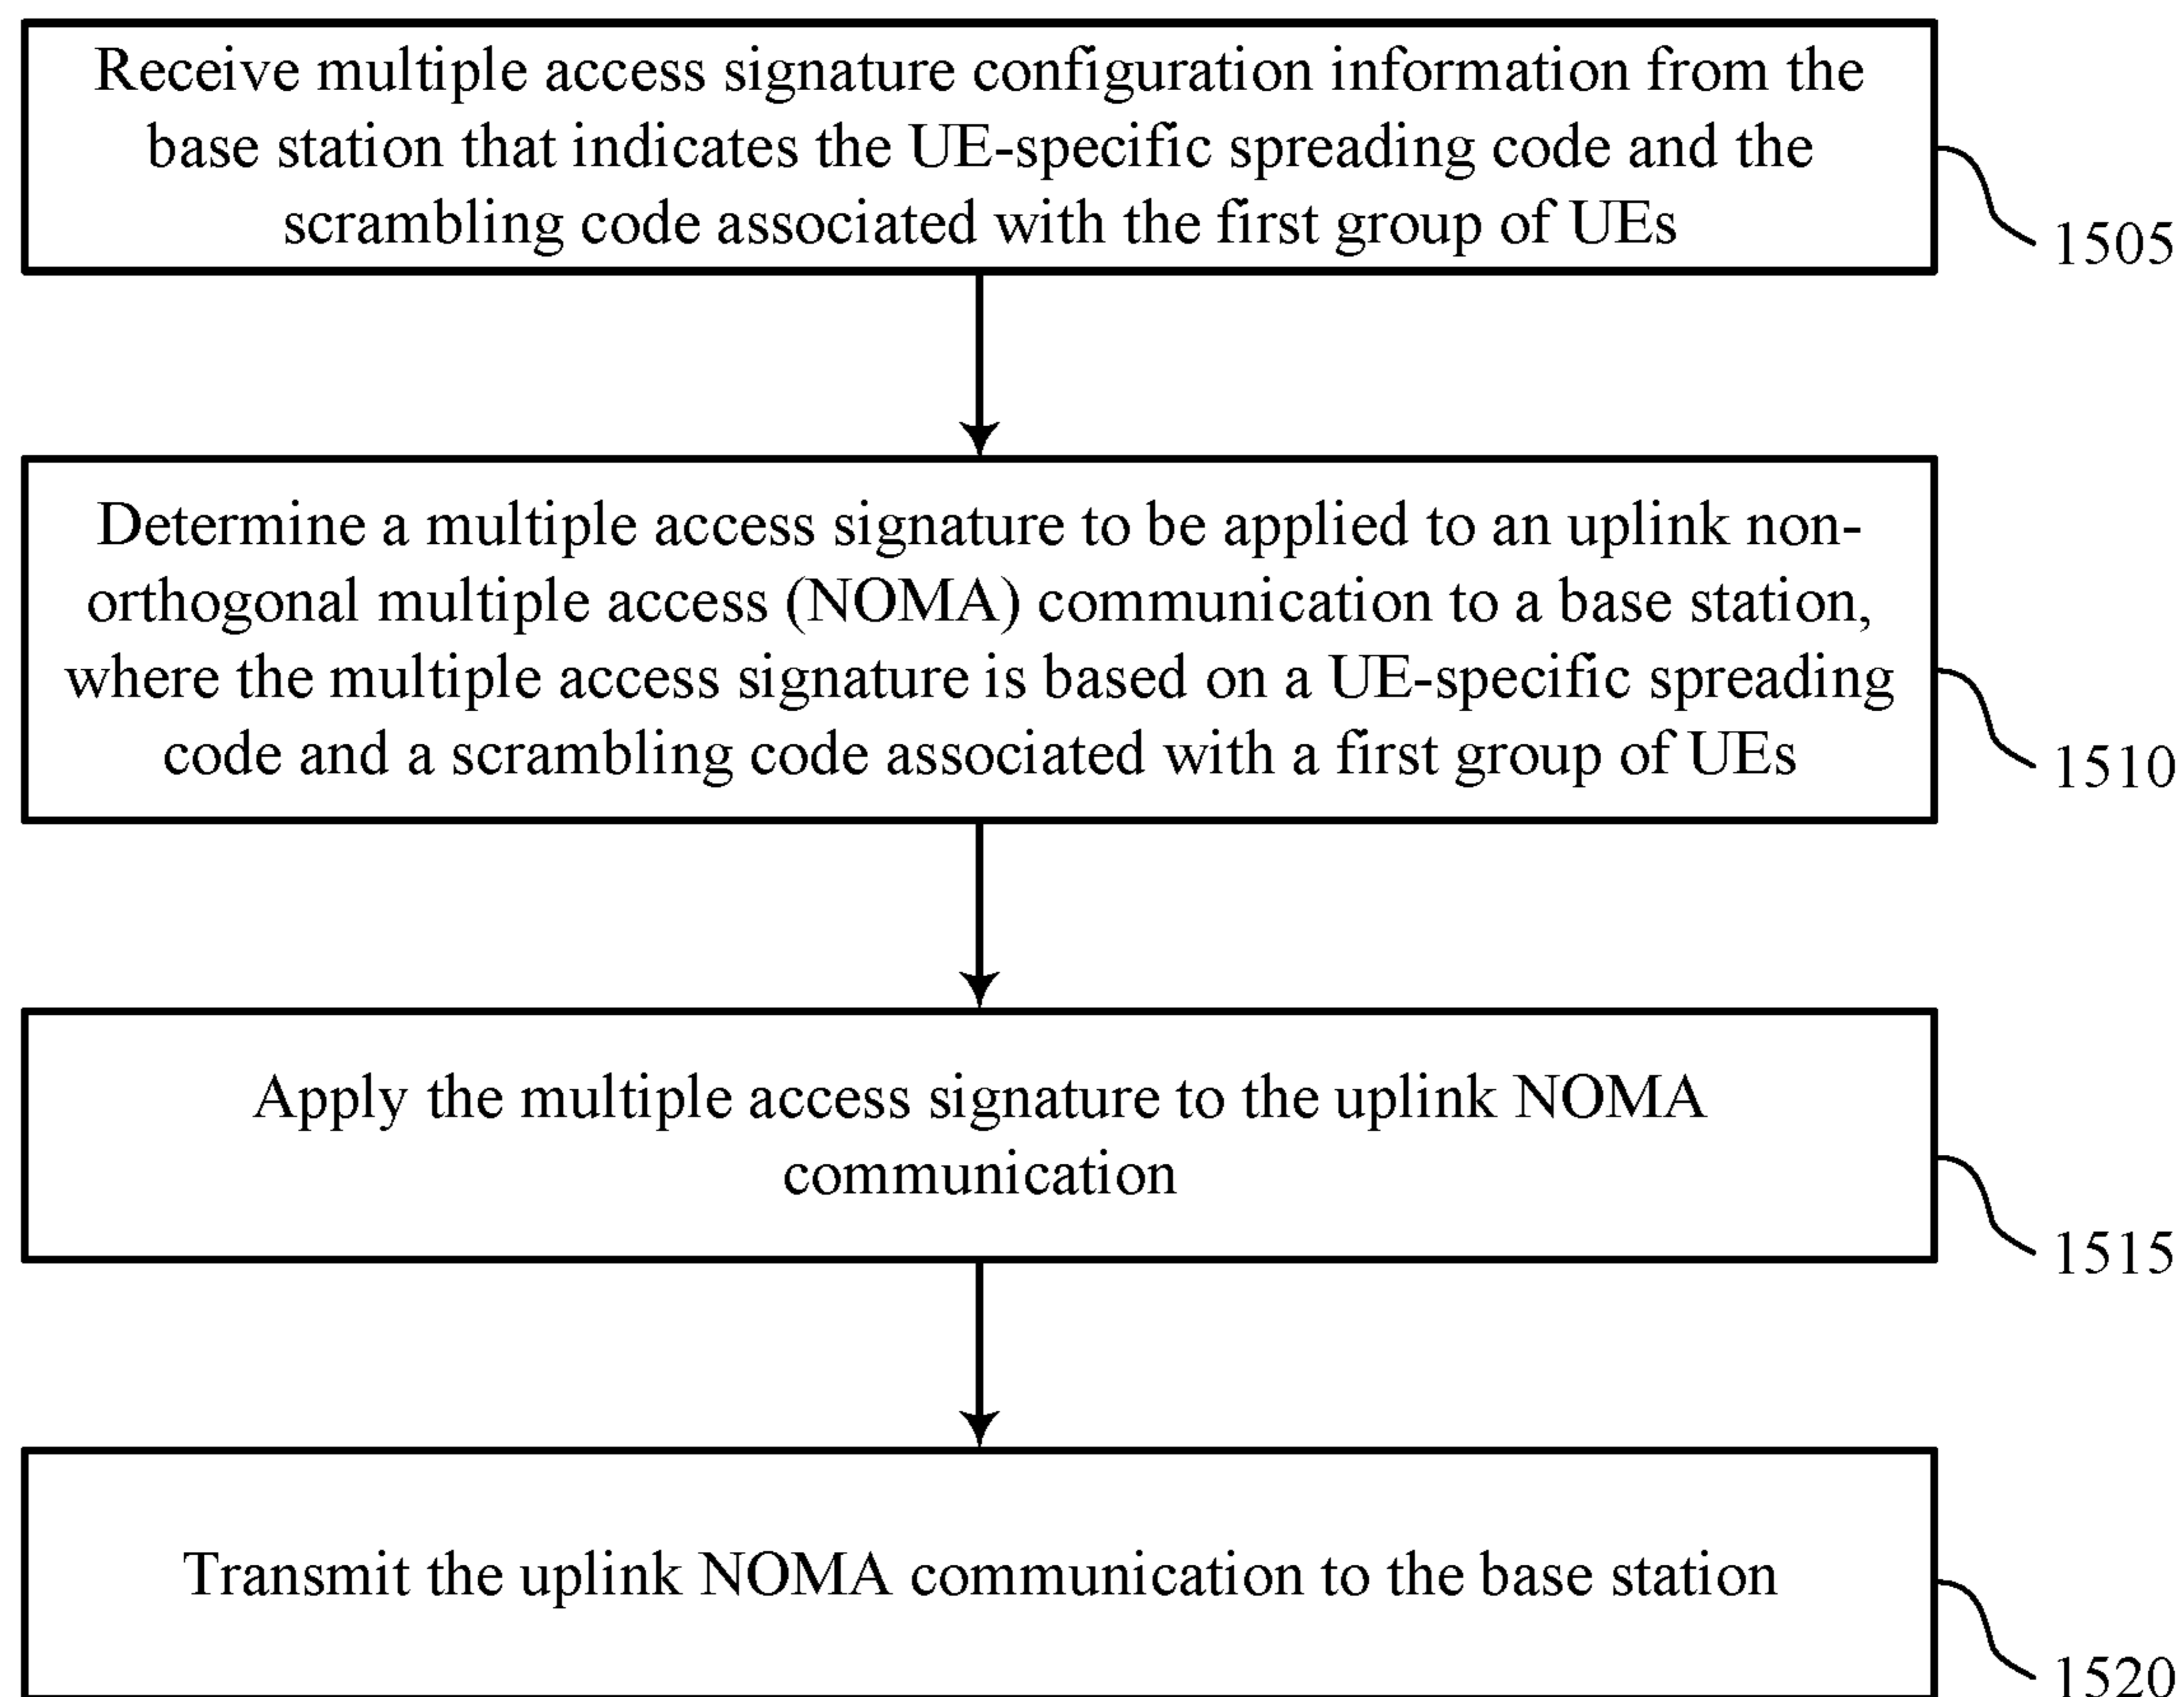 Receive multiple access signature configuration information from the
base station that indicates the UE-specific spreading code and the
scrambling code associated with the first group of UEs
1505
Determine a multiple access signature to be applied to an uplink non-
orthogonal multiple access (NOMA) communication to a base station,
where the multiple access signature is based on a UE-specific spreading
code and a scrambling code associated with a first group of UEs
1510
Apply the multiple access signature to the uplink NOMA
communication
1515
Transmit the uplink NOMA communication to the base station
1520